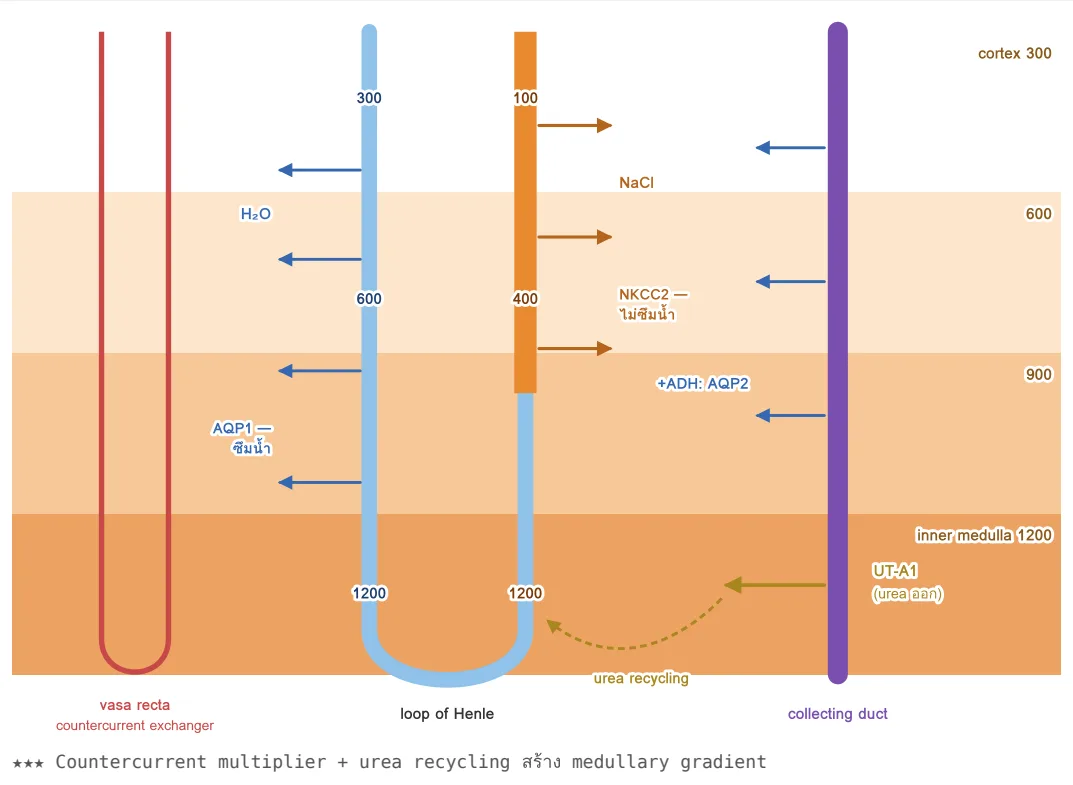 cortex 300
300
100
NaCl
H₂O
600
600
400
NKCC2 —
ไม่ซึมน้ำ
900
+ADH: AQP2
AQP1 —
ซึมน้ำ
inner medulla 1200
UT-A1
(urea ออก)
1200
1200
urea recycling
vasa recta
countercurrent exchanger
loop of Henle
collecting duct
★★★ Countercurrent multiplier + urea recycling สร้าง medullary gradient